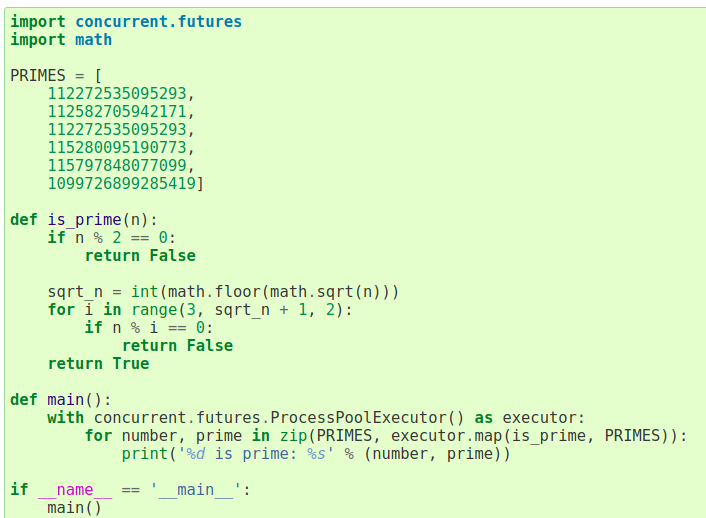 import concurrent.futures
import math

PRIMES = [
    112272535095293,
    112582705942171,
    112272535095293,
    115280095190773,
    115797848077099,
    1099726899285419]

def is_prime(n):
    if n % 2 == 0:
        return False

    sqrt_n = int(math.floor(math.sqrt(n)))
    for i in range(3, sqrt_n + 1, 2):
        if n % i == 0:
            return False
    return True

def main():
    with concurrent.futures.ProcessPoolExecutor() as executor:
        for number, prime in zip(PRIMES, executor.map(is_prime, PRIMES)):
            print('%d is prime: %s' % (number, prime))

if __name__ == '__main__':
    main()